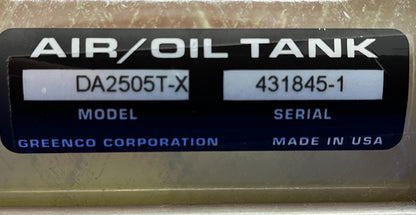 AIR/OIL TANK
DA2505T-X 431845-1
MODEL SERIAL
GREENCO CORPORATION MADE IN USA